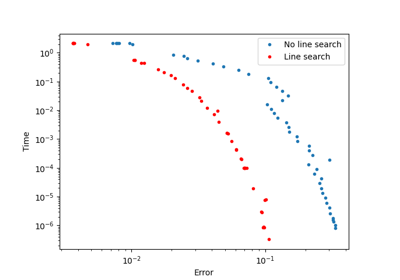 No line search
Line search
Time
10⁰
10⁻¹
10⁻²
10⁻³
10⁻⁴
10⁻⁵
10⁻⁶
10⁻²
10⁻¹
Error